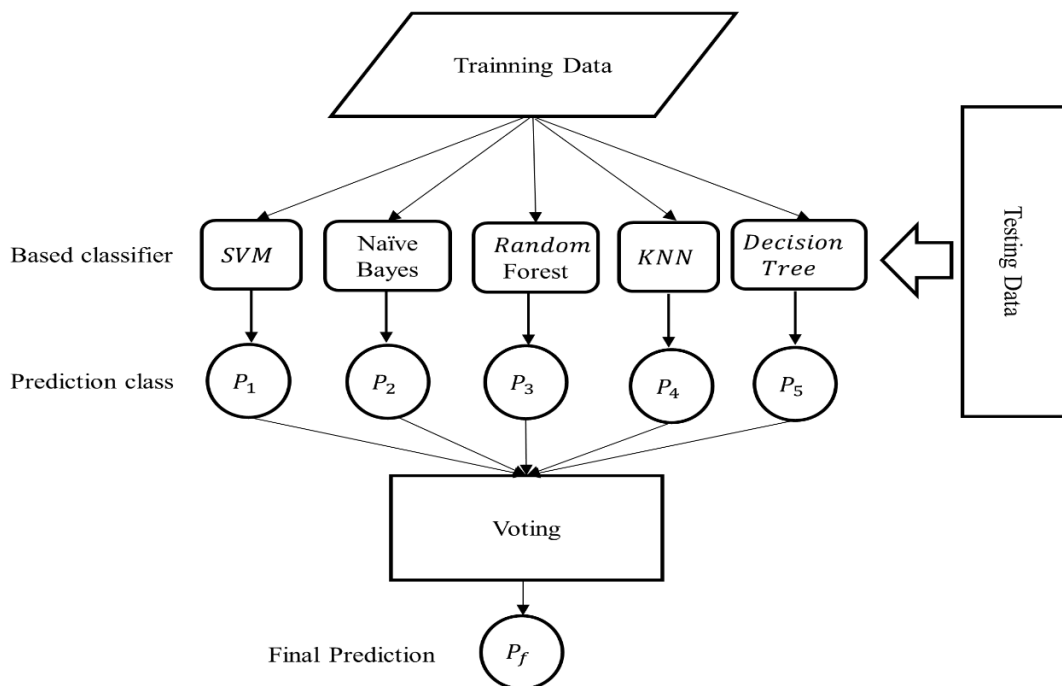 Trainning Data
Based classifier
SVM
Naïve
Bayes
Random
Forest
KNN
Decision
Tree
Testing Data
Prediction class
P₁
P₂
P₃
P₄
P₅
Voting
Final Prediction
P_f